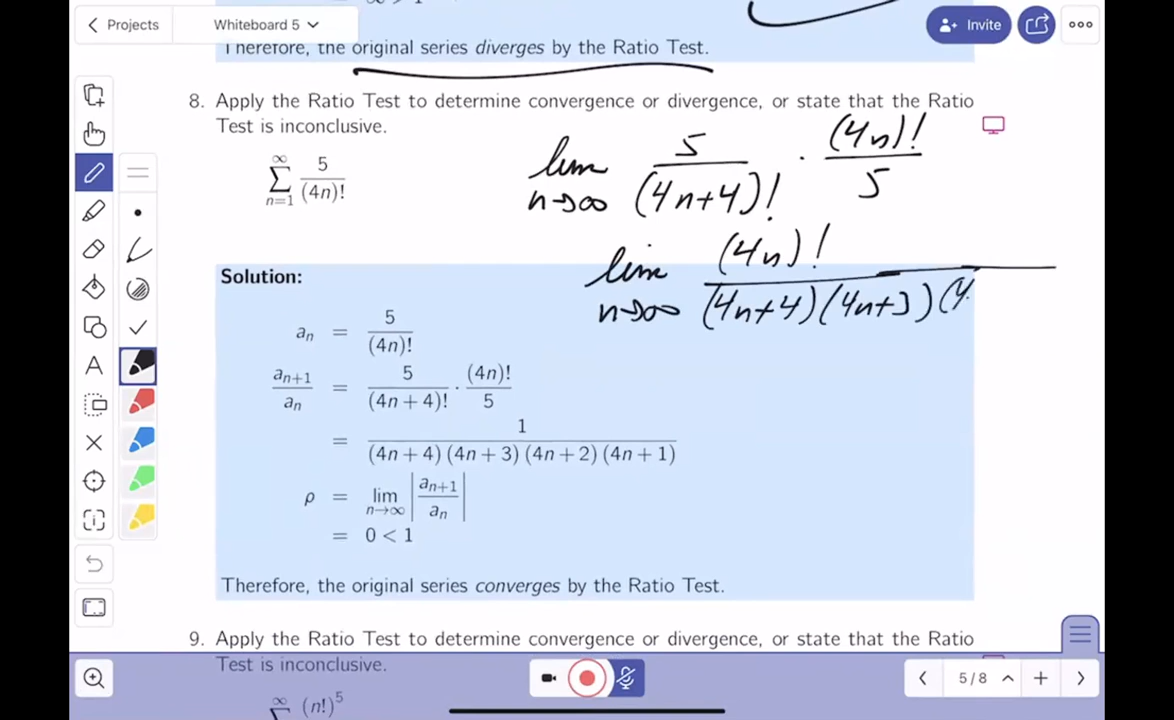 Projects
Whiteboard 5
Invite
Therefore, the original series diverges by the Ratio Test.
8. Apply the Ratio Test to determine convergence or divergence, or state that the Ratio
Test is inconclusive.
∞
∑ 5/(4n)!
n=1
lim 5/(4n+4)! · (4n)!/5
n→∞
lim (4n)!/(4n+4)(4n+3)(4
n→∞
Solution:
aₙ = 5/(4n)!
aₙ₊₁/aₙ = 5/(4n + 4)! · (4n)!/5
= 1/(4n + 4) (4n + 3) (4n + 2) (4n + 1)
ρ = lim |aₙ₊₁/aₙ|
n→∞
= 0 < 1
Therefore, the original series converges by the Ratio Test.
9. Apply the Ratio Test to determine convergence or divergence, or state that the Ratio
Test is inconclusive.
∞ (n!)⁵
∑
A
5 / 8